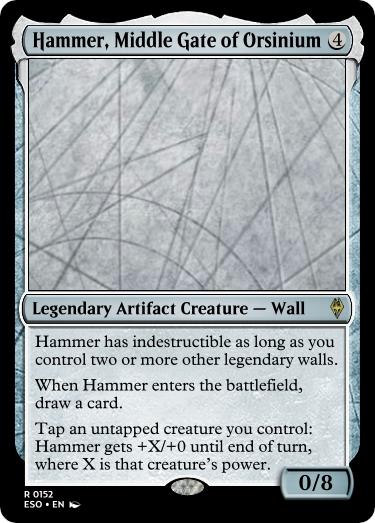 Hammer, Middle Gate of Orsinium 4
Legendary Artifact Creature — Wall
Hammer has indestructible as long as you
control two or more other legendary walls.
When Hammer enters the battlefield,
draw a card.
Tap an untapped creature you control:
Hammer gets +X/+0 until end of turn,
where X is that creature's power.
0/8
R 0152
ESO • EN